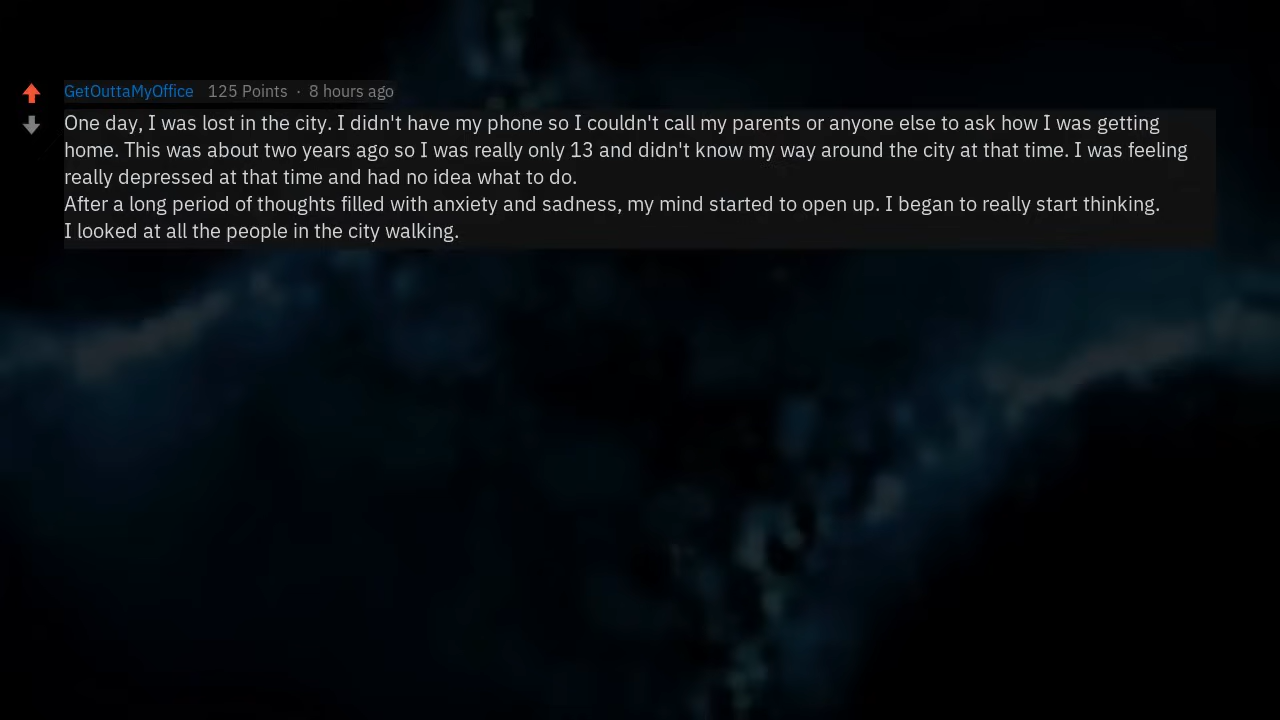 GetOuttaMyOffice 125 Points · 8 hours ago
One day, I was lost in the city. I didn't have my phone so I couldn't call my parents or anyone else to ask how I was getting
home. This was about two years ago so I was really only 13 and didn't know my way around the city at that time. I was feeling
really depressed at that time and had no idea what to do.
After a long period of thoughts filled with anxiety and sadness, my mind started to open up. I began to really start thinking.
I looked at all the people in the city walking.